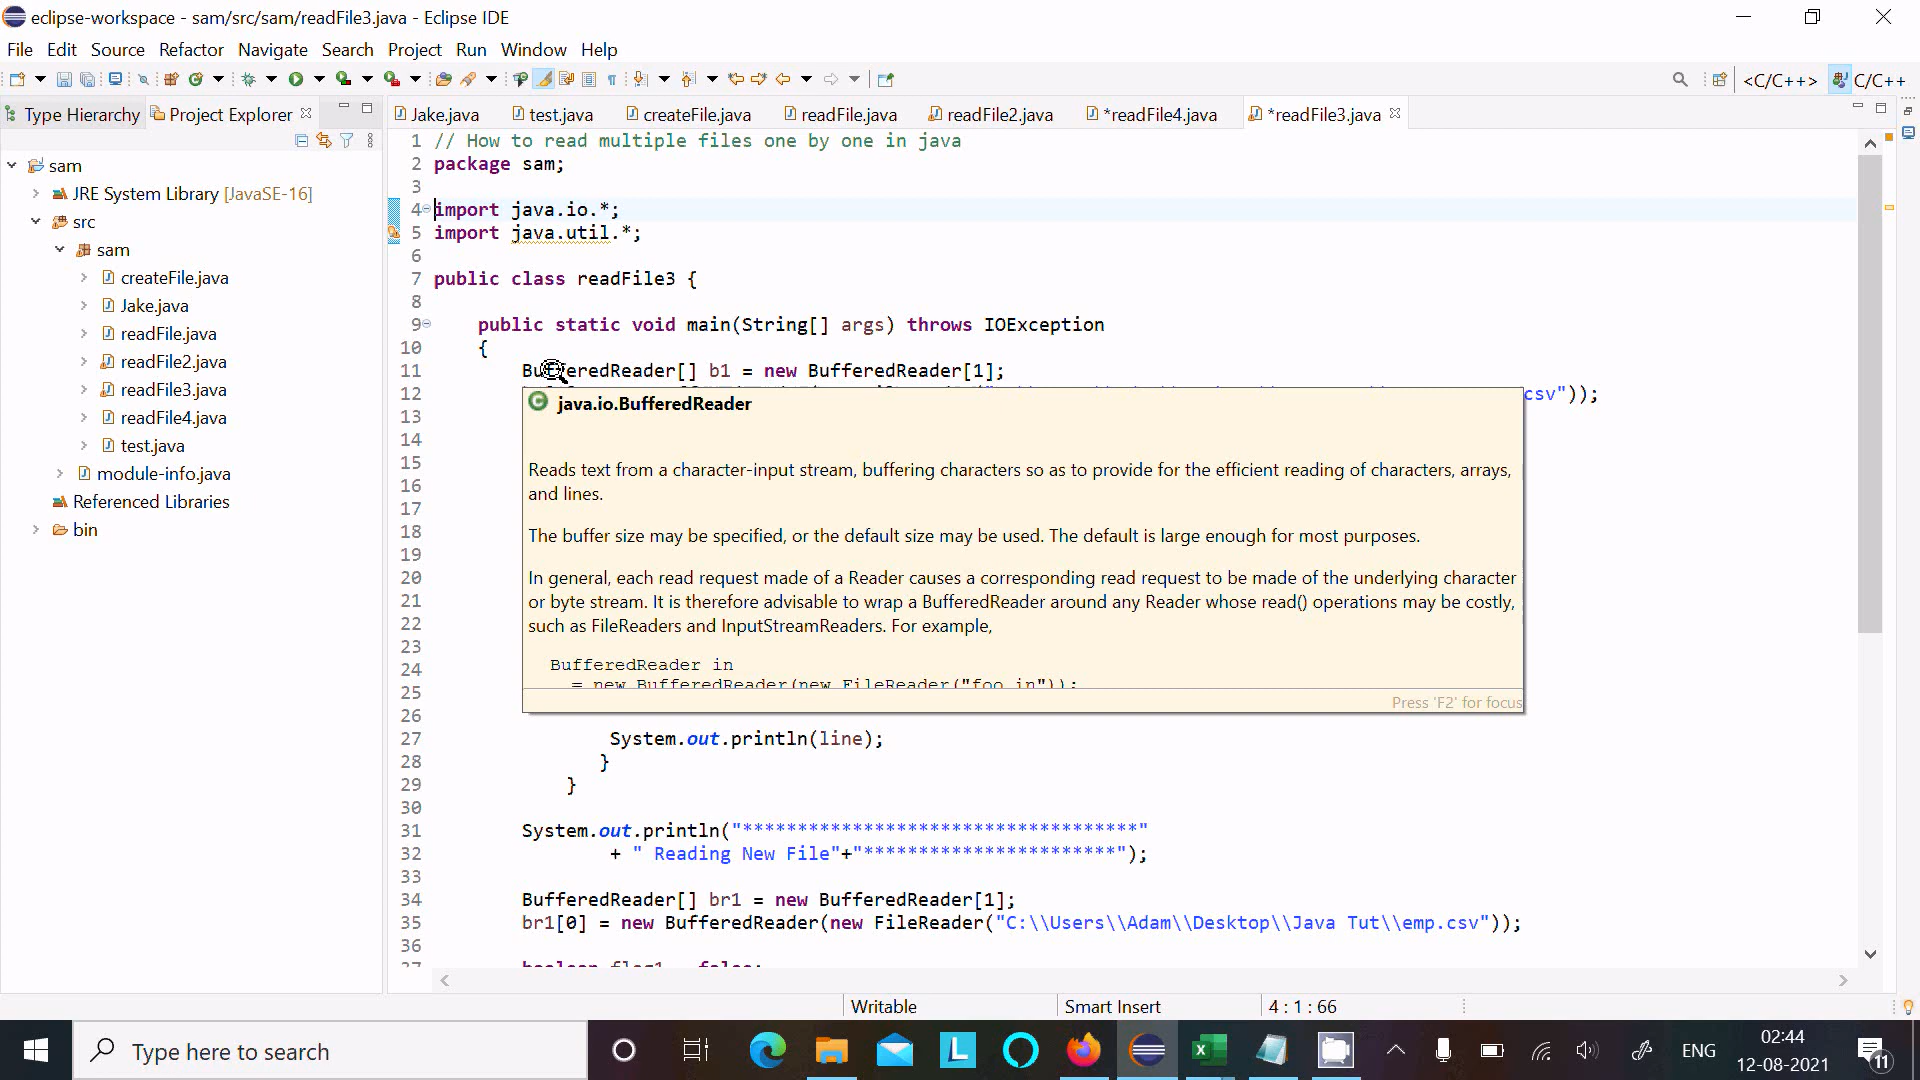 eclipse-workspace - sam/src/sam/readFile3.java - Eclipse IDE
File Edit Source Refactor Navigate Search Project Run Window Help
<C/C++> C/C++
Type Hierarchy Project Explorer
Jake.java test.java createFile.java readFile.java readFile2.java *readFile4.java *readFile3.java
sam
JRE System Library [JavaSE-16]
src
sam
createFile.java
Jake.java
readFile.java
readFile2.java
readFile3.java
readFile4.java
test.java
module-info.java
Referenced Libraries
bin
1 // How to read multiple files one by one in java
2 package sam;
3
4 import java.io.*;
5 import java.util.*;
6
7 public class readFile3 {
8
9 public static void main(String[] args) throws IOException
10 {
11 BufferedReader[] b1 = new BufferedReader[1];
12 csv"));
13
14
15
16
17
18
19
20
21
22
23
24
25
26
java.io.BufferedReader
Reads text from a character-input stream, buffering characters so as to provide for the efficient reading of characters, arrays,
and lines.
The buffer size may be specified, or the default size may be used. The default is large enough for most purposes.
In general, each read request made of a Reader causes a corresponding read request to be made of the underlying character
or byte stream. It is therefore advisable to wrap a BufferedReader around any Reader whose read() operations may be costly,
such as FileReaders and InputStreamReaders. For example,
BufferedReader in
= new BufferedReader(new FileReader("foo.in"));
Press 'F2' for focus
27 System.out.println(line);
28 }
29 }
30
31 System.out.println("************************************"
32 + " Reading New File"+"***********************");
33
34 BufferedReader[] br1 = new BufferedReader[1];
35 br1[0] = new BufferedReader(new FileReader("C:\\Users\\Adam\\Desktop\\Java Tut\\emp.csv"));
36
37 boolean flag1 = false;
Writable Smart Insert 4 : 1 : 66
Type here to search
ENG
02:44
12-08-2021
11